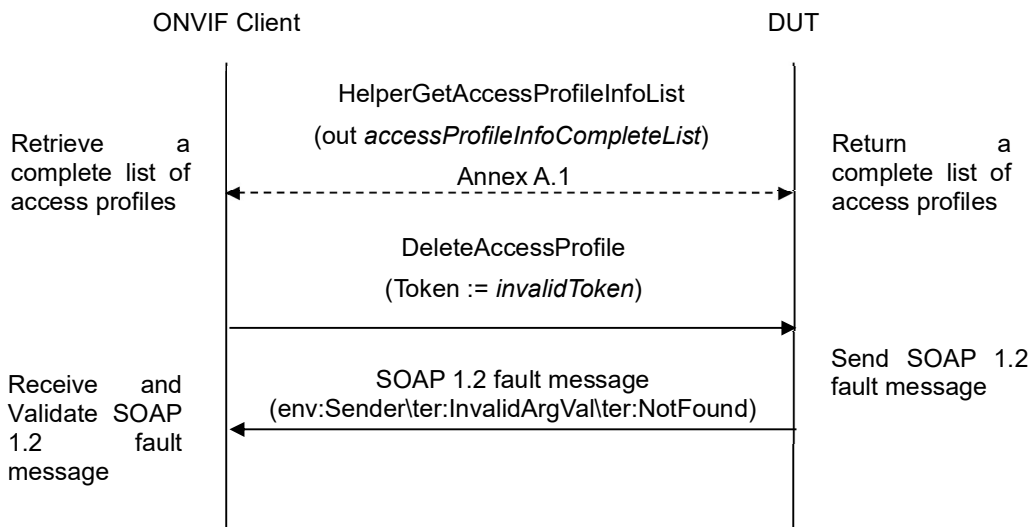 ONVIF Client
DUT
HelperGetAccessProfileInfoList
(out accessProfileInfoCompleteList)
Annex A.1
Retrieve a
complete list of
access profiles
Return a
complete list of
access profiles
DeleteAccessProfile
(Token := invalidToken)
SOAP 1.2 fault message
(env:Sender\ter:InvalidArgVal\ter:NotFound)
Send SOAP 1.2
fault message
Receive and
Validate SOAP
1.2 fault
message